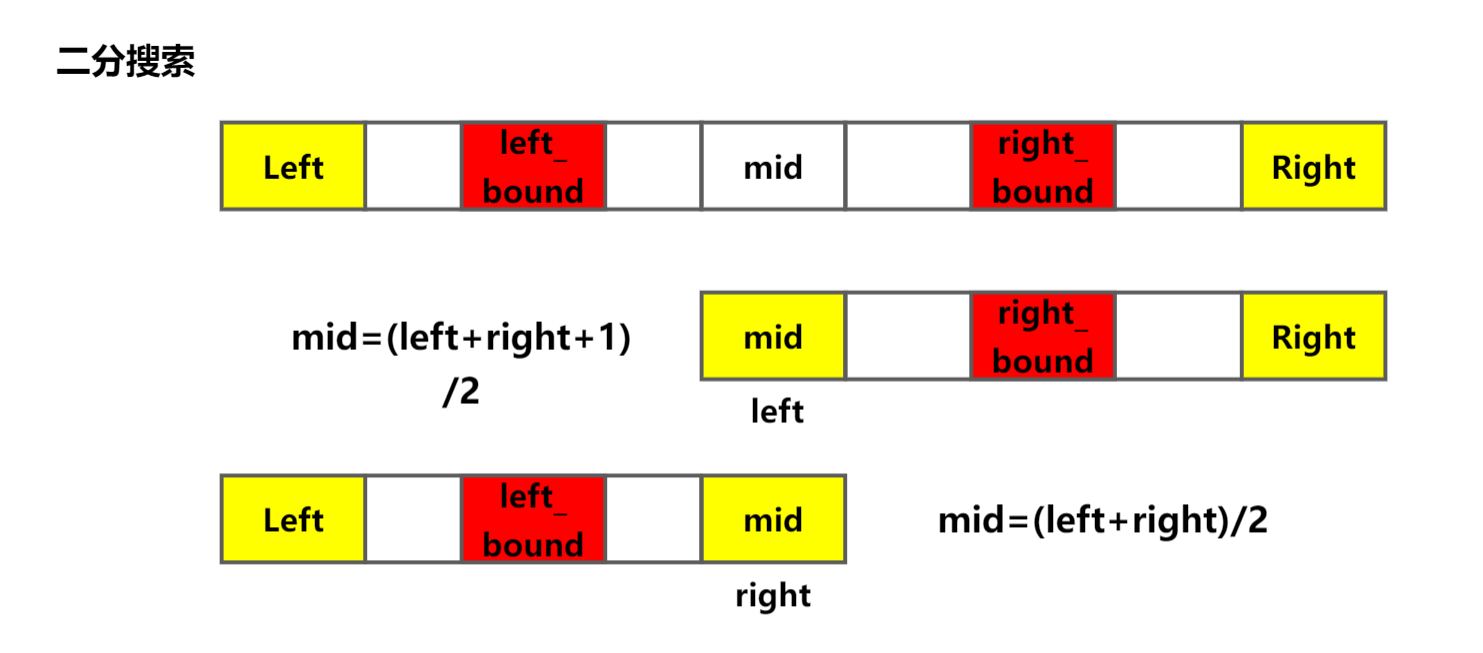 二分搜索
Left
left_
bound
mid
right_
bound
Right
mid=(left+right+1)
/2
mid
right_
bound
Right
left
Left
left_
bound
mid
mid=(left+right)/2
right